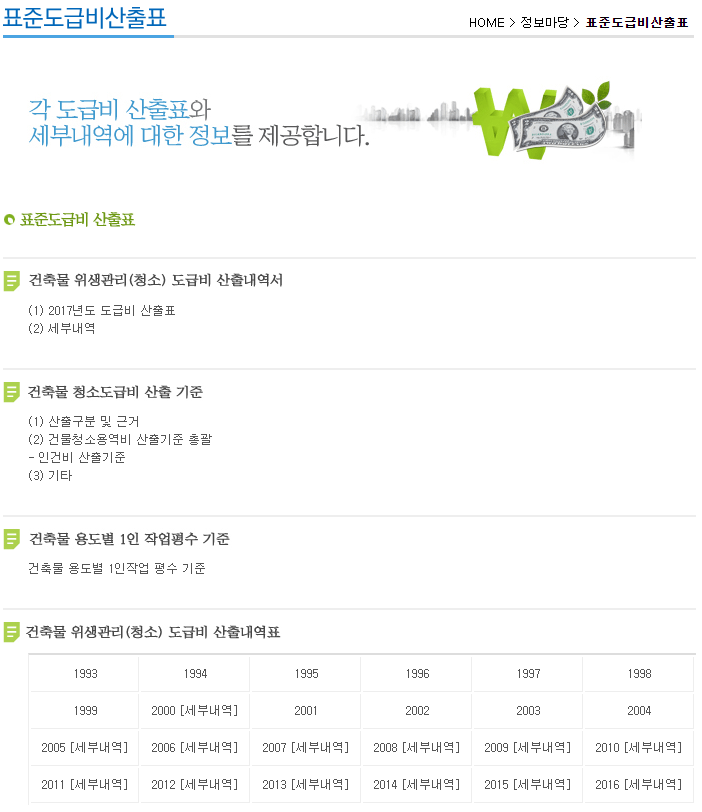 표준도급비산출표
HOME > 정보마당 > 표준도급비산출표
각 도급비 산출표와
세부내역에 대한 정보를 제공합니다.
표준도급비 산출표
건축물 위생관리(청소) 도급비 산출내역서
(1) 2017년도 도급비 산출표
(2) 세부내역
건축물 청소도급비 산출 기준
(1) 산출구분 및 근거
(2) 건물청소용역비 산출기준 총괄
- 인건비 산출기준
(3) 기타
건축물 용도별 1인 작업평수 기준
건축물 용도별 1인작업 평수 기준
건축물 위생관리(청소) 도급비 산출내역표
1993 1994 1995 1996 1997 1998
1999 2000 [세부내역] 2001 2002 2003 2004
2005 [세부내역] 2006 [세부내역] 2007 [세부내역] 2008 [세부내역] 2009 [세부내역] 2010 [세부내역]
2011 [세부내역] 2012 [세부내역] 2013 [세부내역] 2014 [세부내역] 2015 [세부내역] 2016 [세부내역]